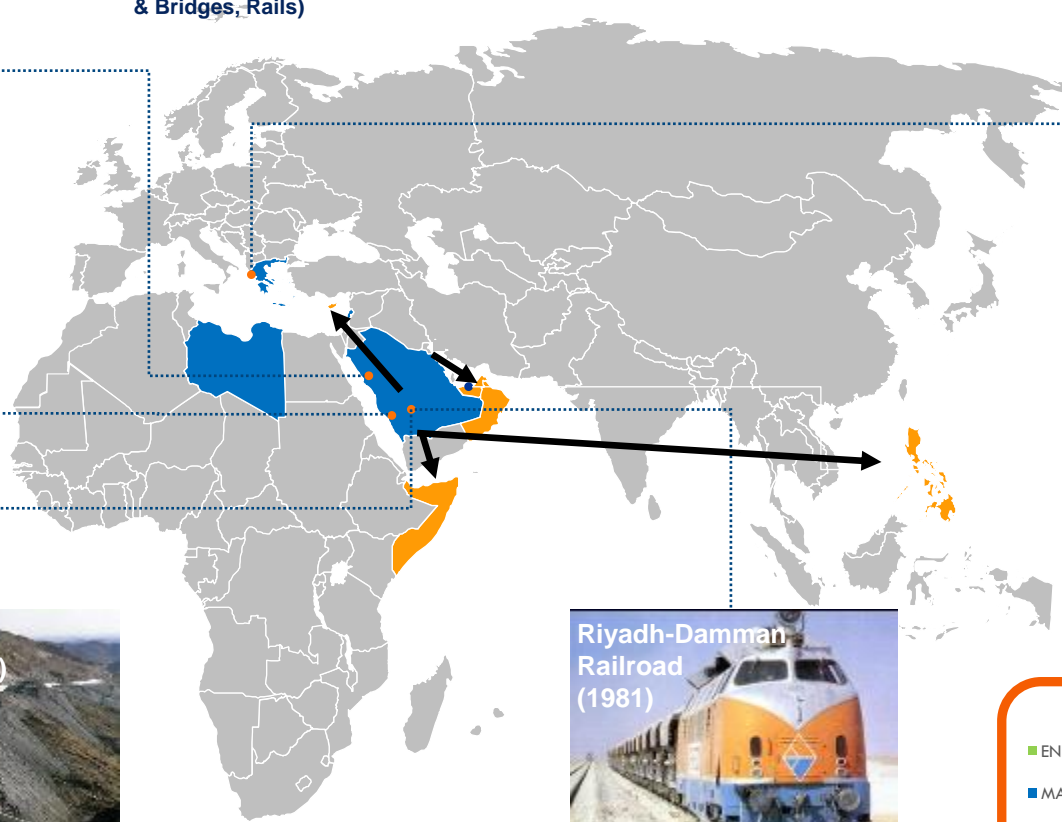 & Bridges, Rails)
)
Riyadh-Damman
Railroad
(1981)
EN
MA